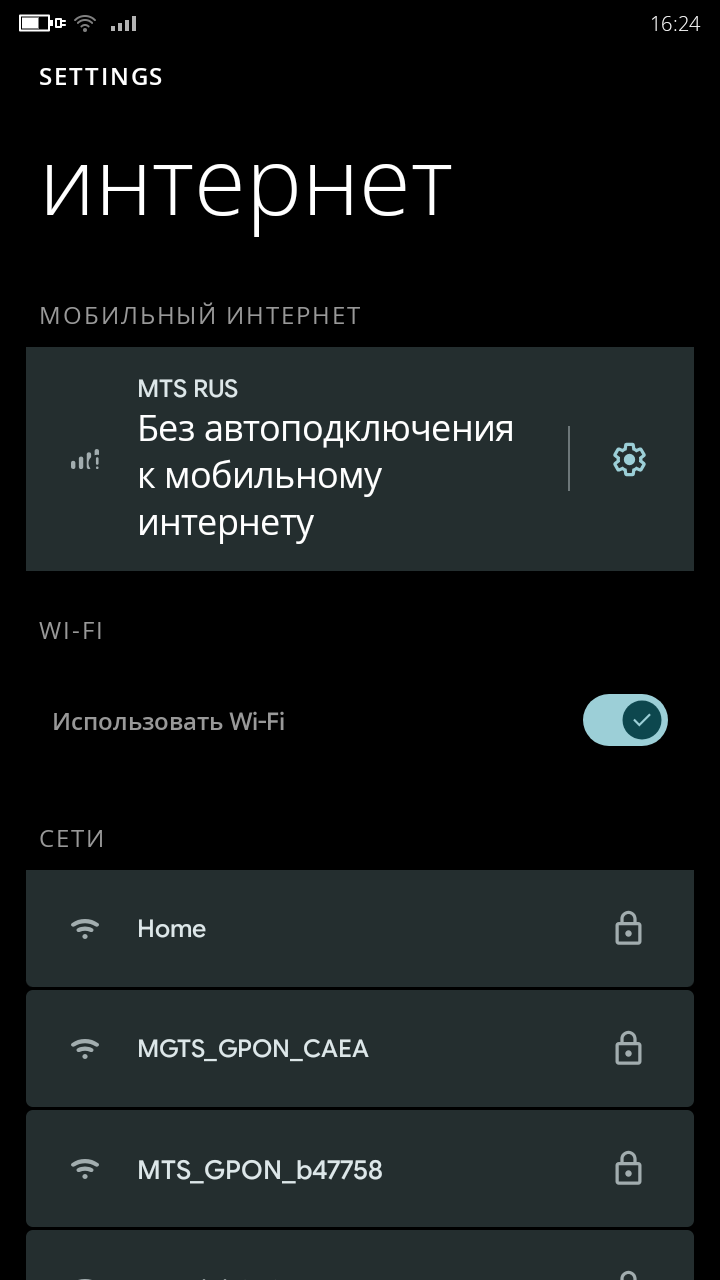 16:24
SETTINGS
интернет
МОБИЛЬНЫЙ ИНТЕРНЕТ
MTS RUS
Без автоподключения
к мобильному
интернету
WI-FI
Использовать Wi-Fi
СЕТИ
Home
MGTS_GPON_CAEA
MTS_GPON_b47758